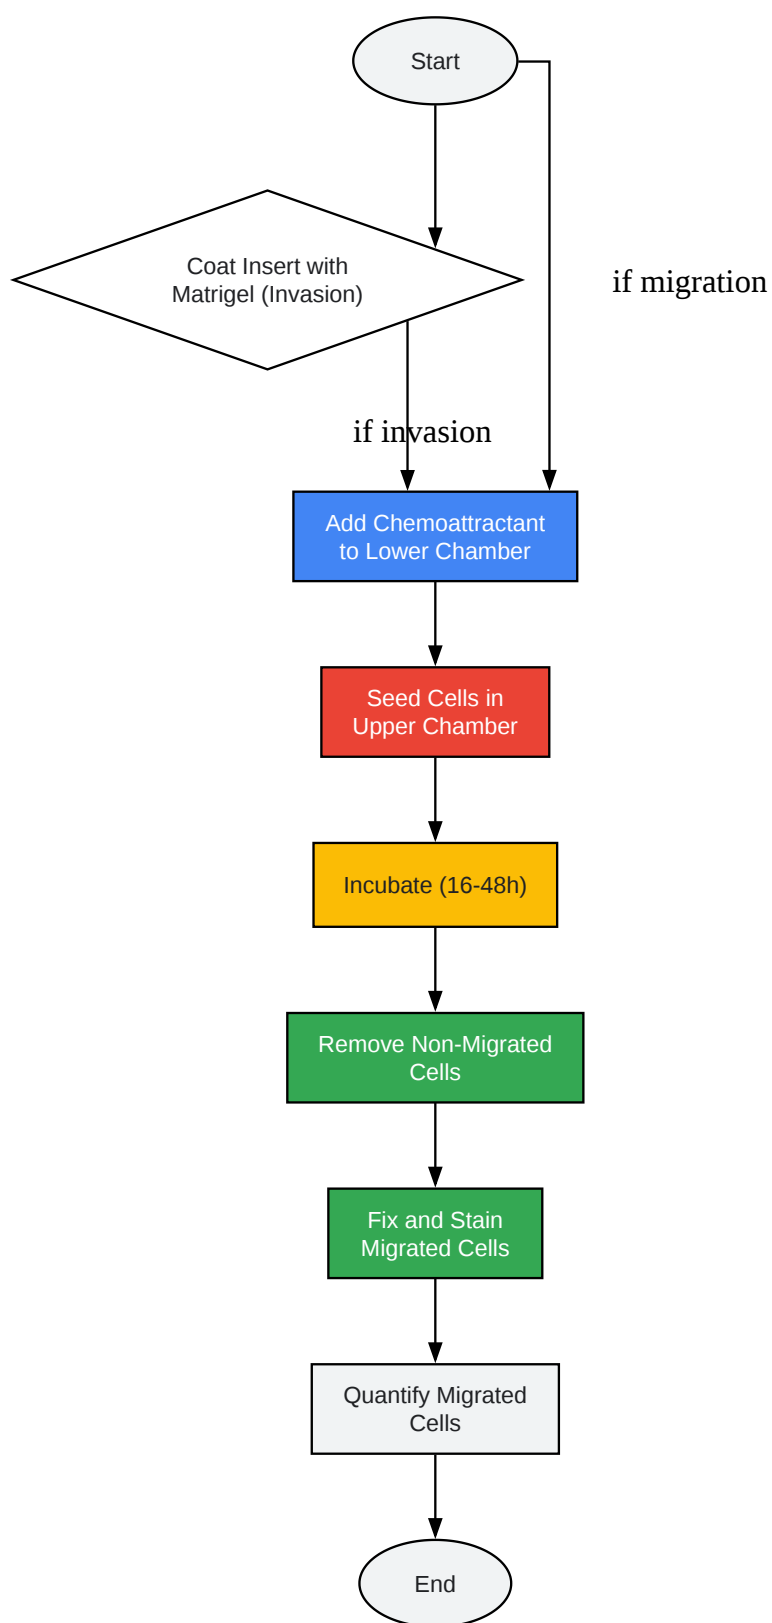 Start
Coat Insert with
Matrigel (Invasion)
if migration
if invasion
Add Chemoattractant
to Lower Chamber
Seed Cells in
Upper Chamber
Incubate (16-48h)
Remove Non-Migrated
Cells
Fix and Stain
Migrated Cells
Quantify Migrated
Cells
End